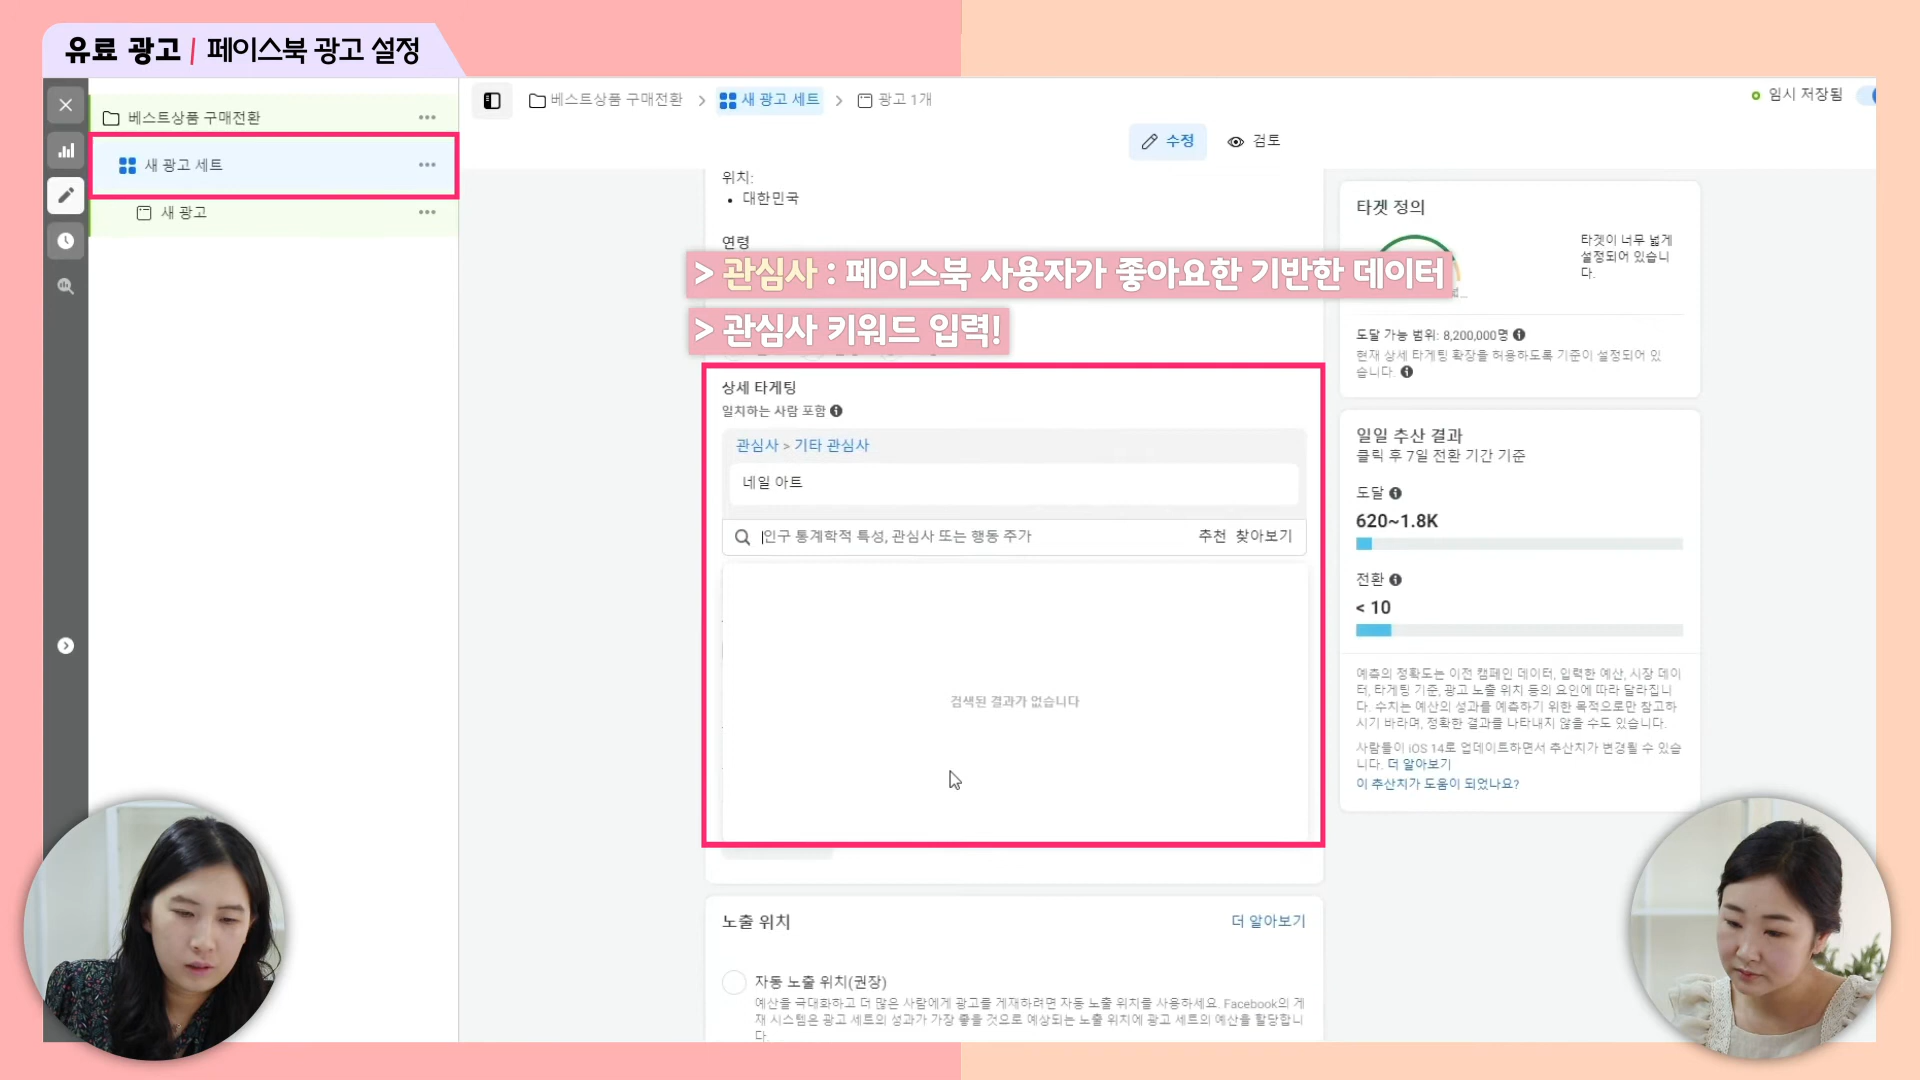 유료 광고 | 페이스북 광고 설정
베스트상품 구매전환
새 광고 세트
새 광고
베스트상품 구매전환 > 새 광고 세트 > 광고 1개
임시 저장됨
수정 검토
위치:
• 대한민국
연령
> 관심사 : 페이스북 사용자가 좋아요한 기반한 데이터
> 관심사 키워드 입력!
상세 타게팅
일치하는 사람 포함
관심사 > 기타 관심사
네일 아트
인구 통계학적 특성, 관심사 또는 행동 추가 추천 찾아보기
검색된 결과가 없습니다
노출 위치 더 알아보기
자동 노출 위치(권장)
예산을 극대화하고 더 많은 사람에게 광고를 게재하려면 자동 노출 위치를 사용하세요. Facebook의 게
재 시스템은 광고 세트의 성과가 가장 좋을 것으로 예상되는 노출 위치에 광고 세트의 예산을 할당합니
다.
타겟 정의
타겟이 너무 넓게
설정되어 있습니
다.
도달 가능 범위: 8,200,000명
현재 상세 타게팅 확장을 허용하도록 기준이 설정되어 있
습니다.
일일 추산 결과
클릭 후 7일 전환 기간 기준
도달
620~1.8K
전환
< 10
예측의 정확도는 이전 캠페인 데이터, 입력한 예산, 시장 데이
터, 타게팅 기준, 광고 노출 위치 등의 요인에 따라 달라집니
다. 수치는 예산의 성과를 예측하기 위한 목적으로만 참고하
시기 바라며, 정확한 결과를 나타내지 않을 수도 있습니다.
사람들이 iOS 14로 업데이트하면서 추산치가 변경될 수 있습
니다. 더 알아보기
이 추산치가 도움이 되었나요?